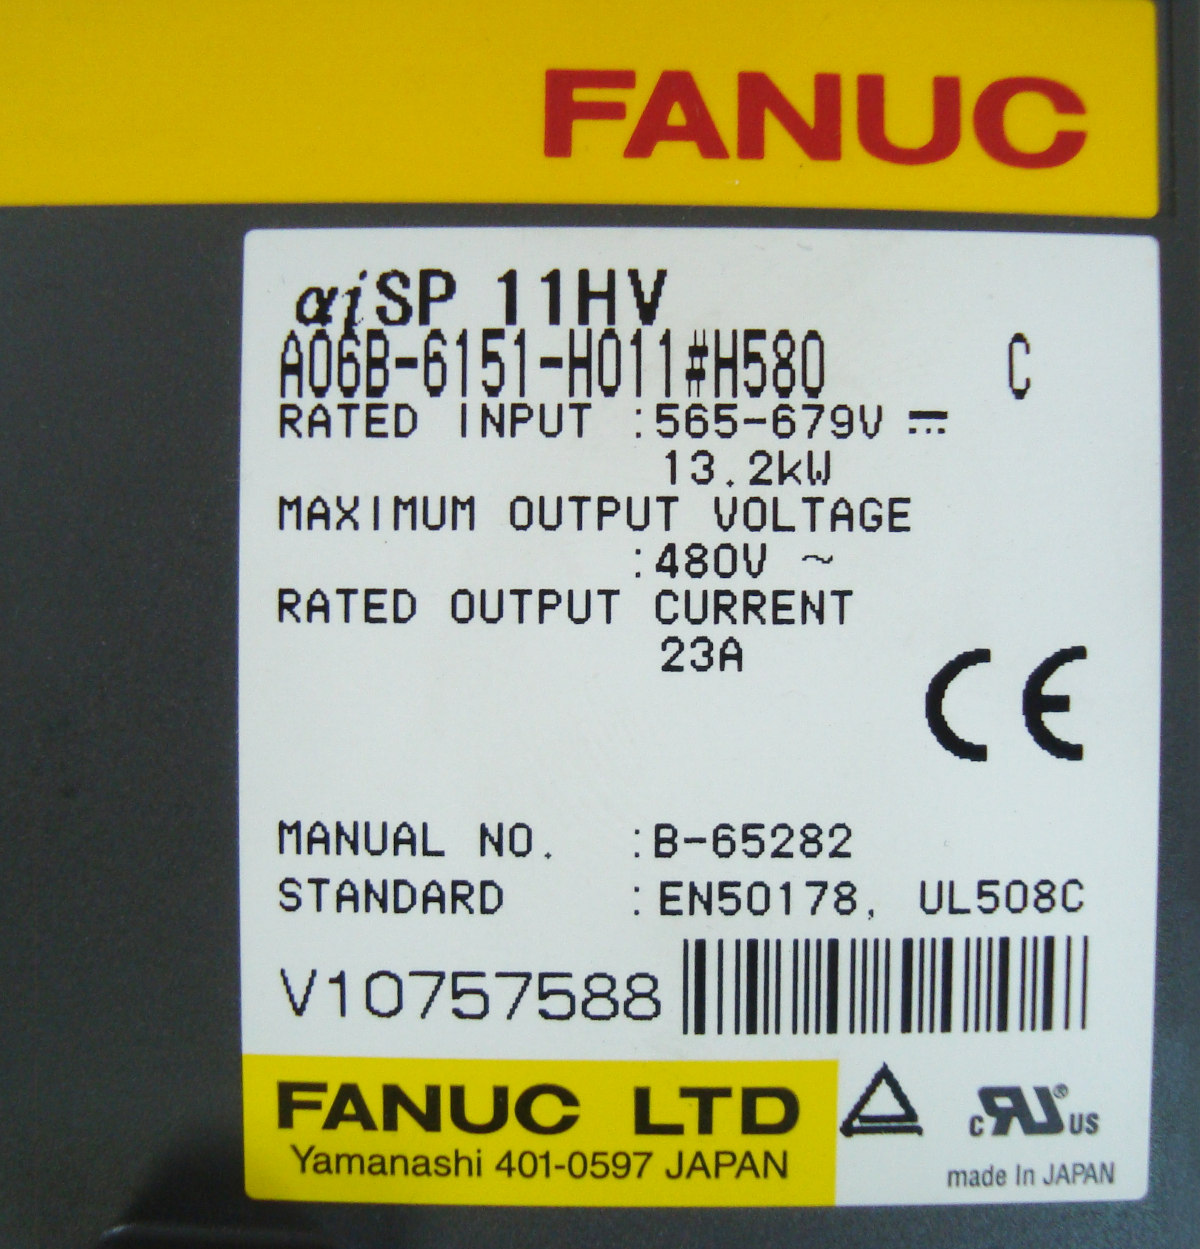 FANUC
αiSP 11HV
A06B-6151-H011#H580 C
RATED INPUT :565-679V ⎓
13.2kW
MAXIMUM OUTPUT VOLTAGE
:480V ~
RATED OUTPUT CURRENT
23A
CE
MANUAL NO. :B-65282
STANDARD :EN50178, UL508C
V10757588
FANUC LTD
Yamanashi 401-0597 JAPAN
c RU ® US
made In JAPAN